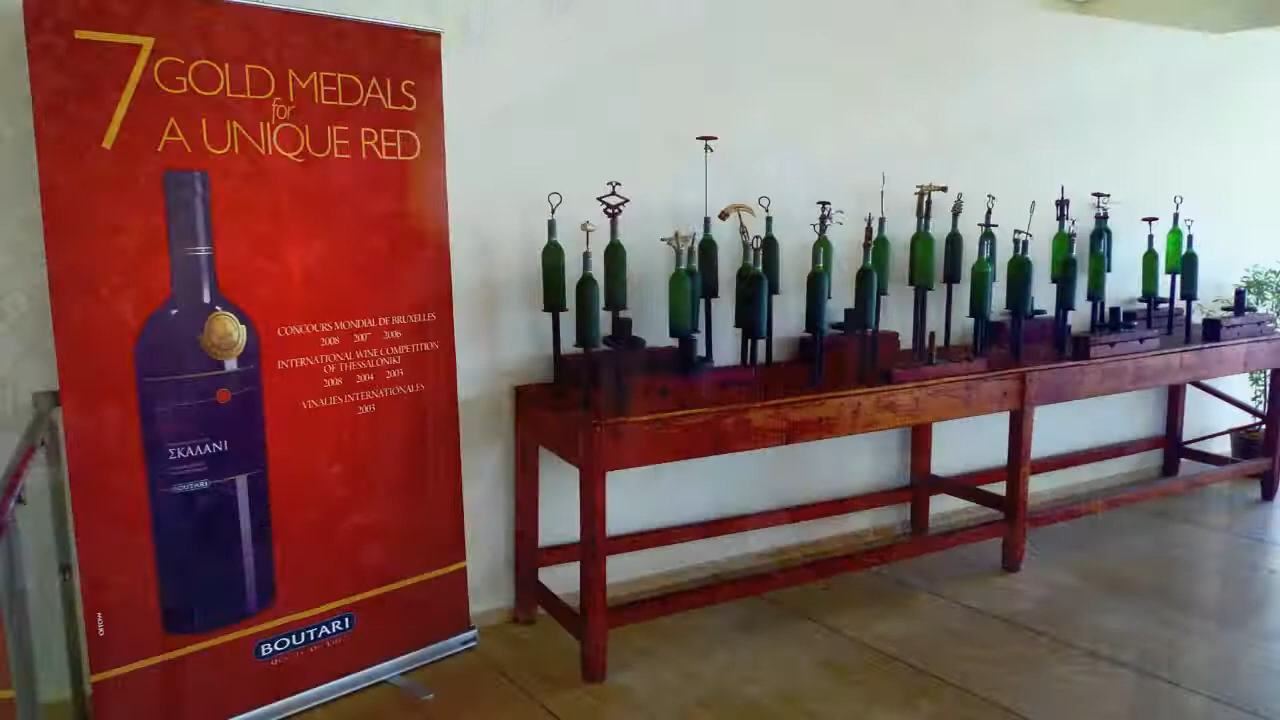 7 GOLD MEDALS
for
A UNIQUE RED
CONCOURS MONDIAL DE BRUXELLES
2008 2007 2006
INTERNATIONAL WINE COMPETITION
OF THESSALONIKI
2008 2004 2003
VINALIES INTERNATIONALES
2003
ΣΚΑΛΑΝΙ
BOUTARI
BOUTARI